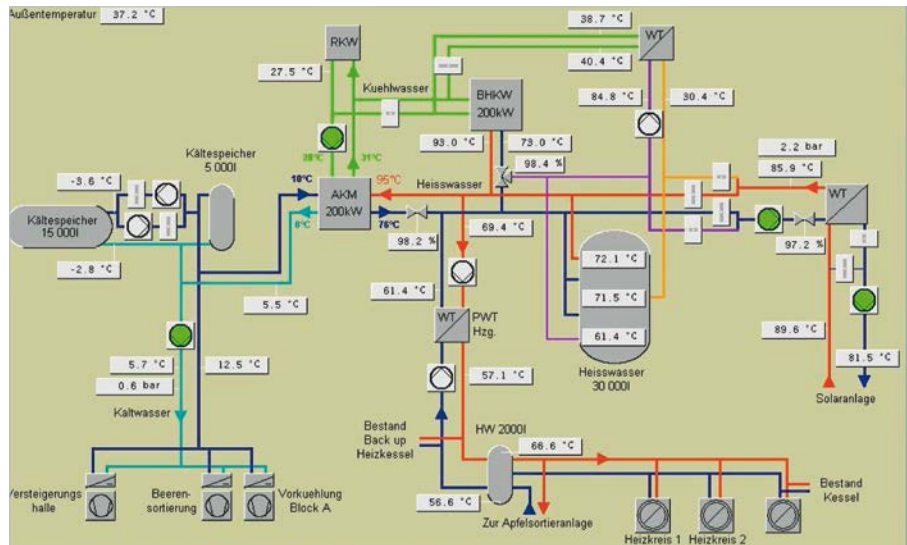 Außentemperatur 37.2 °C
RKW
38.7 °C
WT
40.4 °C
27.5 °C
Kuehlwasser
BHKW
200kW
84.8 °C
30.4 °C
Kältespeicher
5 000l
28°C
31°C
93.0 °C
73.0 °C
98.4 %
2.2 bar
85.9 °C
-3.6 °C
10°C
95°C
Heisswasser
WT
Kältespeicher
15 000l
AKM
200kW
6°C
76°C
98.2 %
69.4 °C
97.2 %
-2.8 °C
5.5 °C
61.4 °C
72.1 °C
71.5 °C
61.4 °C
WT
PWT
Hzg.
89.6 °C
81.5 °C
5.7 °C
12.5 °C
0.6 bar
57.1 °C
Heisswasser
30 000l
Solaranlage
Kaltwasser
Bestand
Back up
Heizkessel
HW 2000l
66.6 °C
56.6 °C
Bestand
Kessel
Versteigerungs
halle
Beeren-
sortierung
Vorkuehlung
Block A
Zur Apfelsortieranlage
Heizkreis 1
Heizkreis 2